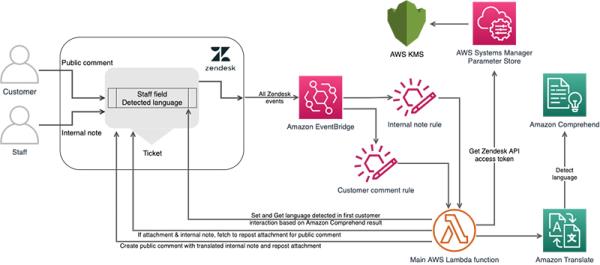 zendesk
AWS KMS
AWS Systems Manager
Parameter Store
Public comment
Customer
Staff field
Detected language
All Zendesk
events
Amazon EventBridge
Internal note rule
Amazon Comprehend
Internal note
Staff
Ticket
Get Zendesk API
access token
Detect
language
Customer comment rule
Set and Get language detected in first customer
interaction based on Amazon Comprehend result
If attachment & internal note, fetch to repost attachment for public comment
Create public comment with translated internal note and repost attachment
Main AWS Lambda function
Amazon Translate